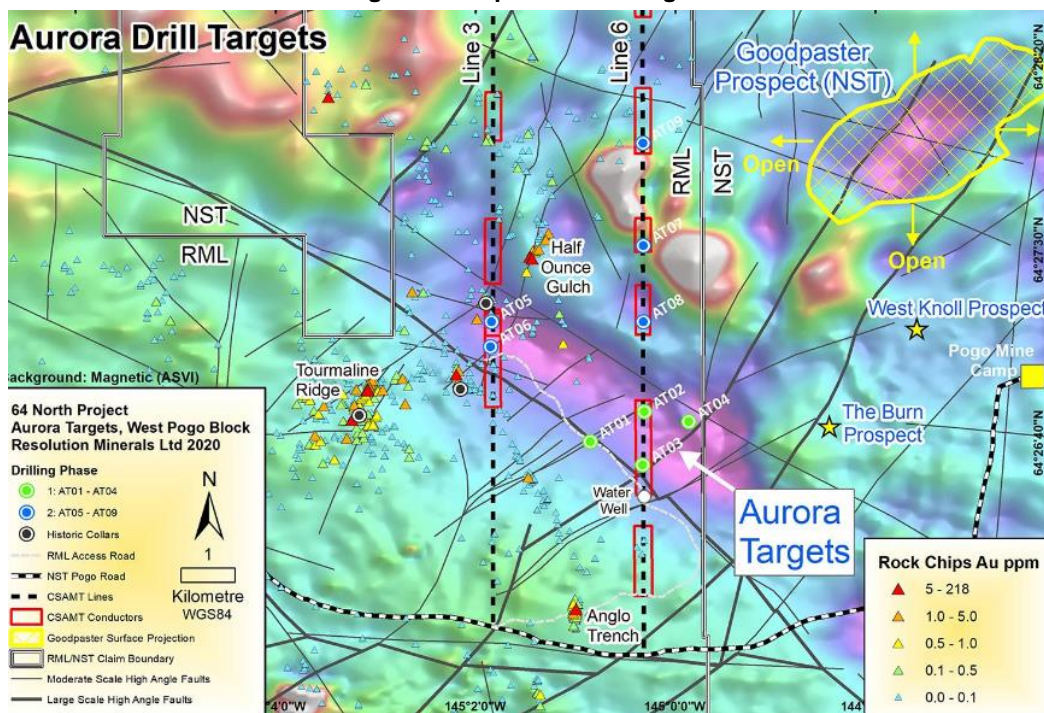 Aurora Drill Targets
Line 3
Line 6
Goodpaster
Prospect (NST)
64°28'20"N
AT09
RML
NST
Open
NST
RML
Half
Ounce
Gulch
AT07
Open
64°27'30"N
AT05
AT06
AT08
West Knoll Prospect
Pogo Mine
Camp
Tourmaline
Ridge
AT02
AT01
AT04
AT03
The Burn
Prospect
64°26'40"N
Water
Well
Aurora
Targets
Anglo
Trench
Background: Magnetic (ASVI)
64 North Project
Aurora Targets, West Pogo Block
Resolution Minerals Ltd 2020
Drilling Phase
1: AT01 - AT04
2: AT05 - AT09
Historic Collars
RML Access Road
NST Pogo Road
CSAMT Lines
CSAMT Conductors
Goodpaster Surface Projection
RML/NST Claim Boundary
Moderate Scale High Angle Faults
Large Scale High Angle Faults
N
1
Kilometre
WGS84
Rock Chips Au ppm
5 - 218
1.0 - 5.0
0.5 - 1.0
0.1 - 0.5
0.0 - 0.1
4'0"W
145°2'0"W
145°0'0"W
144